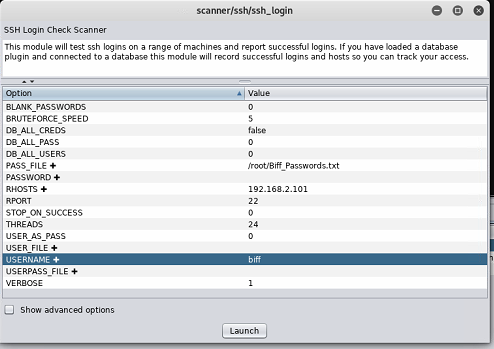 scanner/ssh/ssh_login
SSH Login Check Scanner
This module will test ssh logins on a range of machines and report successful logins. If you have loaded a database
plugin and connected to a database this module will record successful logins and hosts so you can track your access.
Option Value
BLANK_PASSWORDS 0
BRUTEFORCE_SPEED 5
DB_ALL_CREDS false
DB_ALL_PASS 0
DB_ALL_USERS 0
PASS_FILE + /root/Biff_Passwords.txt
PASSWORD +
RHOSTS + 192.168.2.101
RPORT 22
STOP_ON_SUCCESS 0
THREADS 24
USER_AS_PASS 0
USER_FILE +
USERNAME + biff
USERPASS_FILE +
VERBOSE 1
Show advanced options
Launch